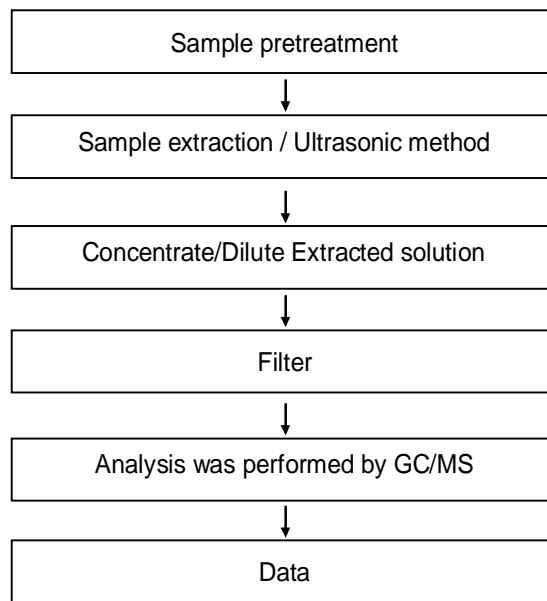 Sample pretreatment
Sample extraction / Ultrasonic method
Concentrate/Dilute Extracted solution
Filter
Analysis was performed by GC/MS
Data